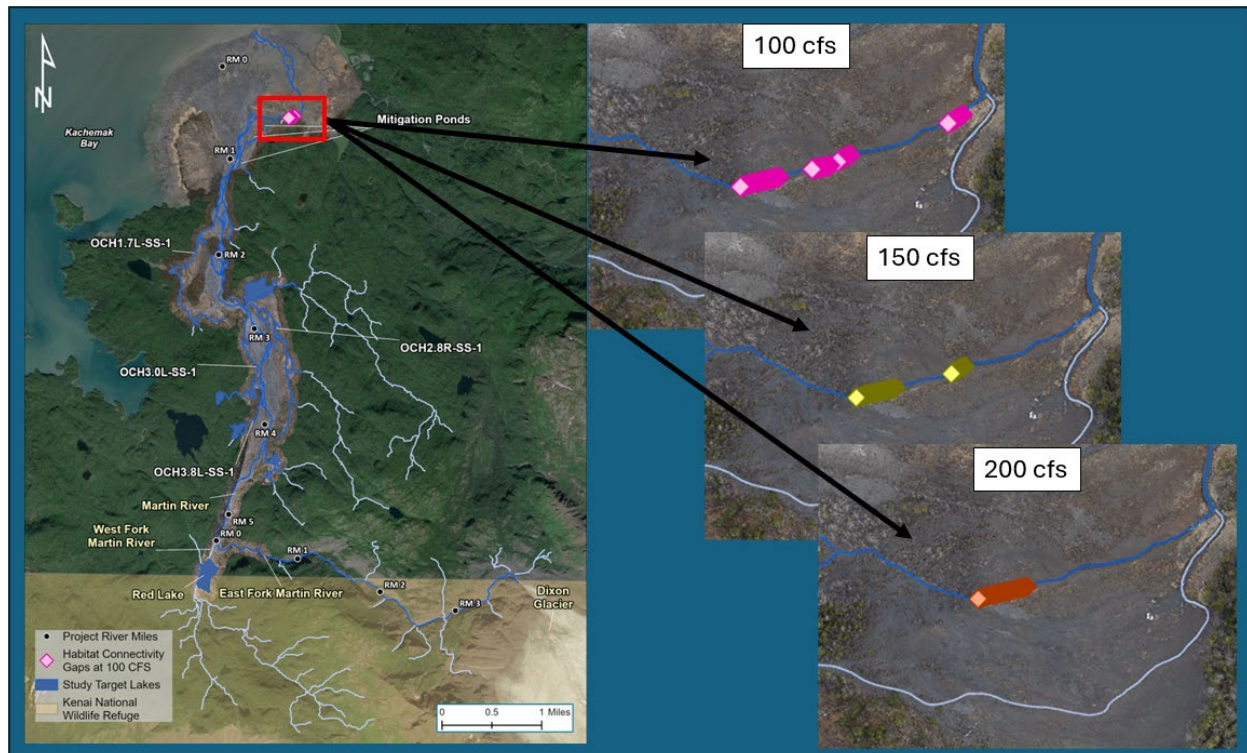 N
RM 0
Kachemak
Bay
Mitigation Ponds
RM 1
OCH1.7L-SS-1
RM 2
RM 3
OCH2.8R-SS-1
OCH3.0L-SS-1
RM 4
OCH3.8L-SS-1
Martin River
RM 5
West Fork
Martin River
RM 0
RM 1
Red Lake
East Fork Martin River
RM 2
RM 3
Dixon
Glacier
Project River Miles
Habitat Connectivity
Gaps at 100 CFS
Study Target Lakes
Kenai National
Wildlife Refuge
0 0.5 1 Miles
100 cfs
150 cfs
200 cfs